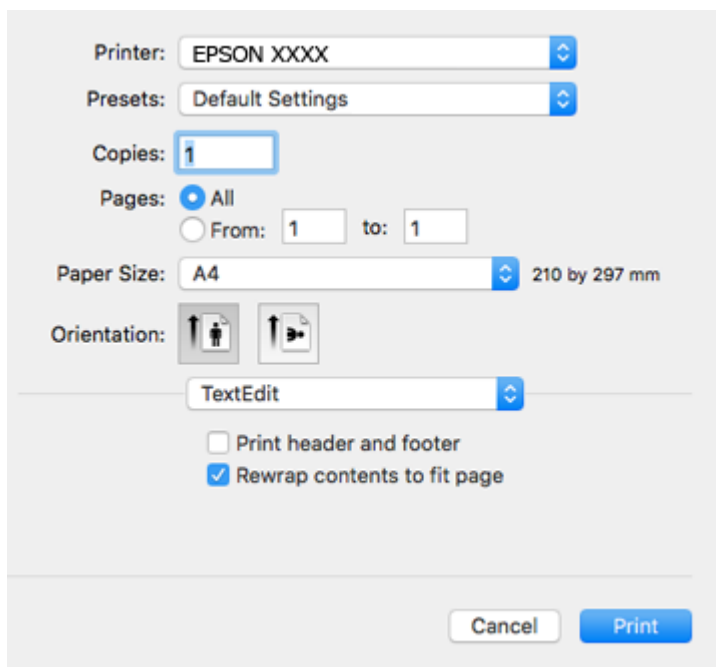 Printer: EPSON XXXX
Presets: Default Settings
Copies: 1
Pages: All
From: 1 to: 1
Paper Size: A4 210 by 297 mm
Orientation:
TextEdit
Print header and footer
Rewrap contents to fit page
Cancel Print